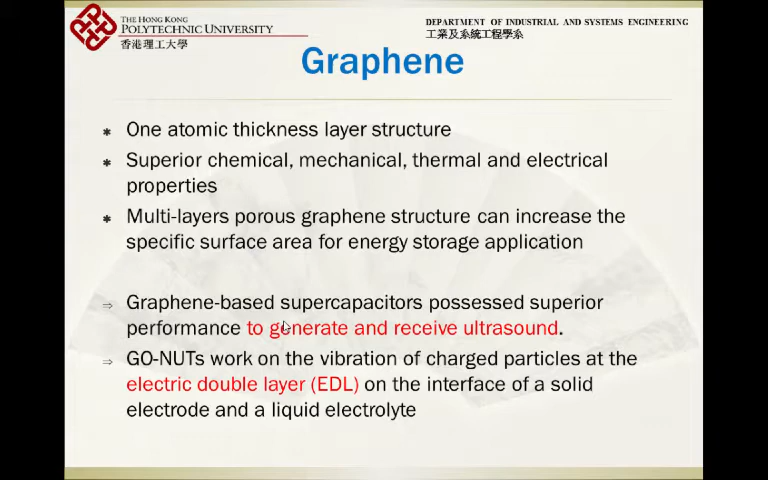 THE HONG KONG
POLYTECHNIC UNIVERSITY
香港理工大學
DEPARTMENT OF INDUSTRIAL AND SYSTEMS ENGINEERING
工業及系統工程學系
Graphene
One atomic thickness layer structure
Superior chemical, mechanical, thermal and electrical
properties
Multi-layers porous graphene structure can increase the
specific surface area for energy storage application
⇒ Graphene-based supercapacitors possessed superior
performance to generate and receive ultrasound.
⇒ GO-NUTs work on the vibration of charged particles at the
electric double layer (EDL) on the interface of a solid
electrode and a liquid electrolyte